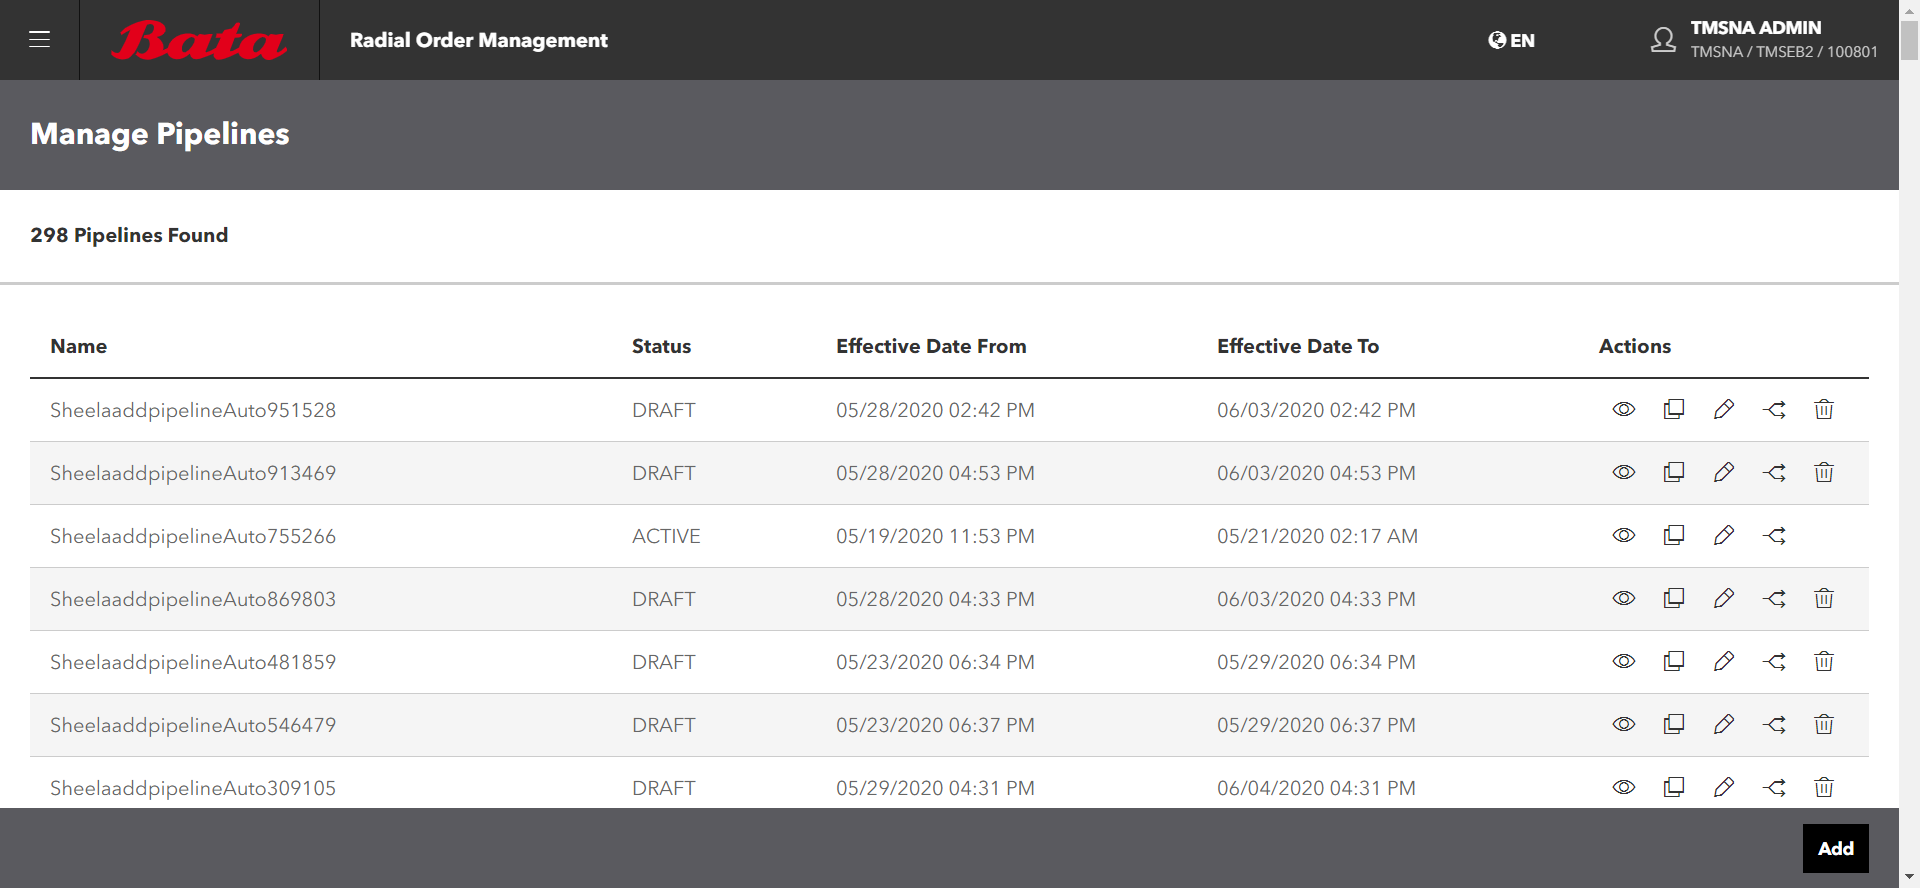 Bata
Radial Order Management
EN
TMSNA ADMIN
TMSNA / TMSEB2 / 100801
Manage Pipelines
298 Pipelines Found
Name Status Effective Date From Effective Date To Actions
SheelaaddpipelineAuto951528 DRAFT 05/28/2020 02:42 PM 06/03/2020 02:42 PM
SheelaaddpipelineAuto913469 DRAFT 05/28/2020 04:53 PM 06/03/2020 04:53 PM
SheelaaddpipelineAuto755266 ACTIVE 05/19/2020 11:53 PM 05/21/2020 02:17 AM
SheelaaddpipelineAuto869803 DRAFT 05/28/2020 04:33 PM 06/03/2020 04:33 PM
SheelaaddpipelineAuto481859 DRAFT 05/23/2020 06:34 PM 05/29/2020 06:34 PM
SheelaaddpipelineAuto546479 DRAFT 05/23/2020 06:37 PM 05/29/2020 06:37 PM
SheelaaddpipelineAuto309105 DRAFT 05/29/2020 04:31 PM 06/04/2020 04:31 PM
Add